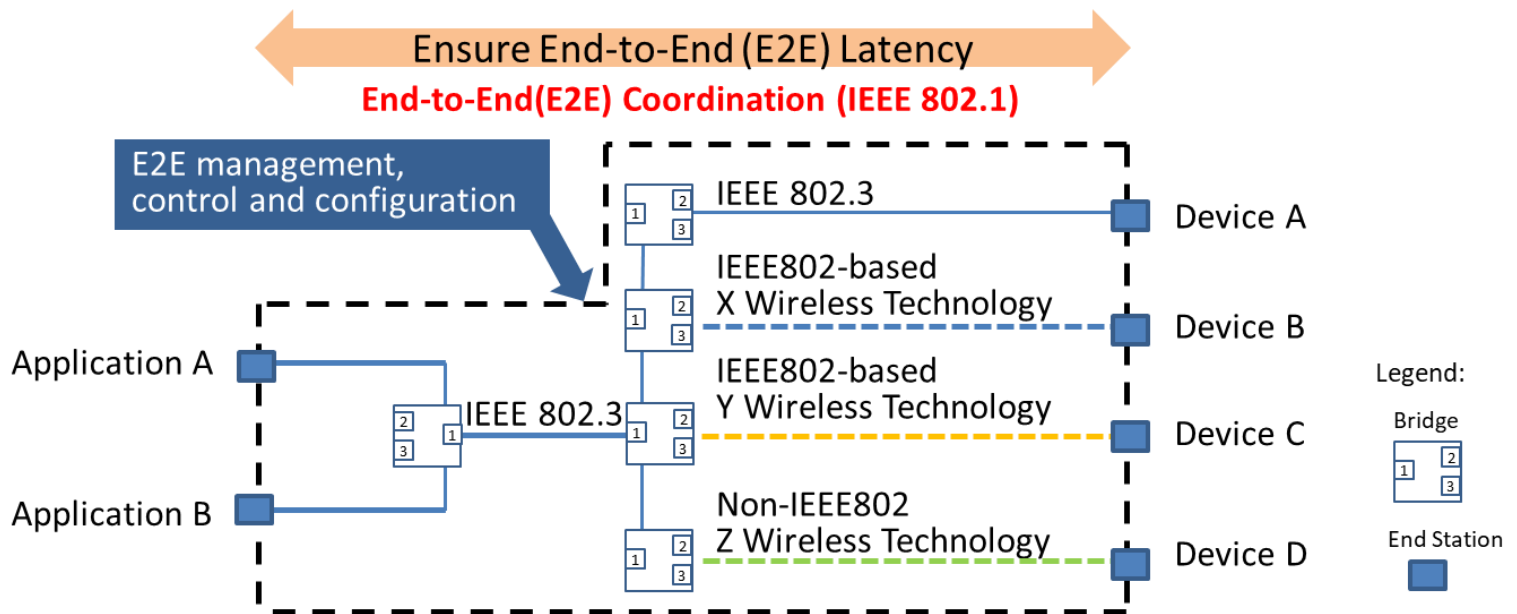 Ensure End-to-End (E2E) Latency
End-to-End(E2E) Coordination (IEEE 802.1)
E2E management,
control and configuration
1
2
3
IEEE 802.3
Device A
1
2
3
IEEE802-based
X Wireless Technology
Device B
Application A
2
3
1
IEEE 802.3
1
2
3
IEEE802-based
Y Wireless Technology
Device C
Application B
1
2
3
Non-IEEE802
Z Wireless Technology
Device D
Legend:
Bridge
1
2
3
End Station